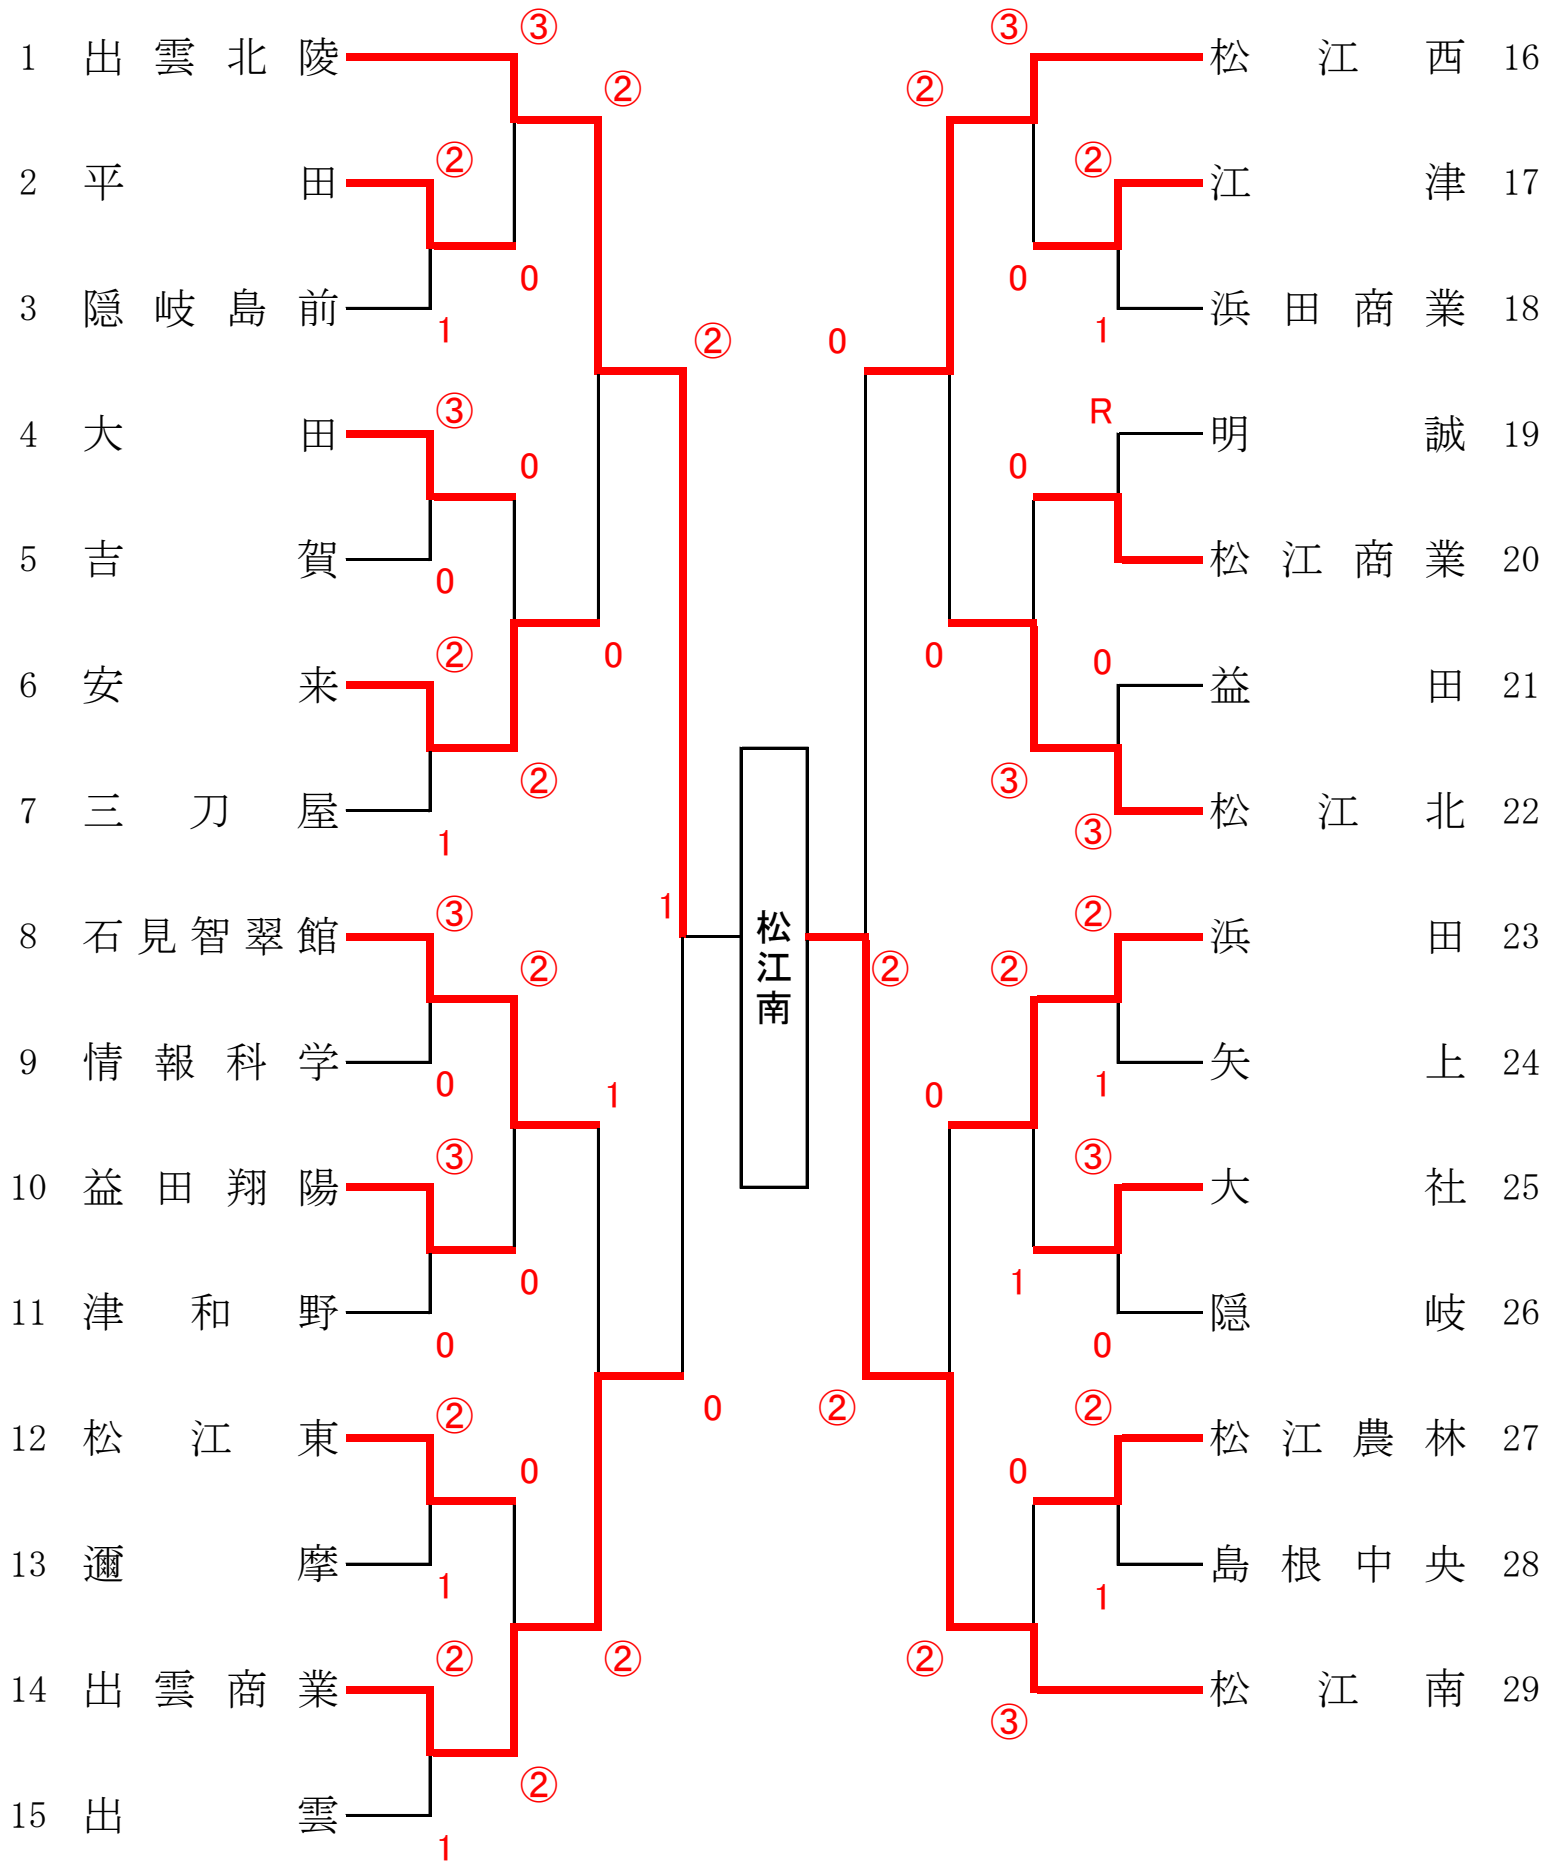 ③ ③
1 出雲北陵 松江西 16
② ②
② ②
2 平田 江津 17
0 0
3 隠岐島前 浜田商業 18
1 1
② 0
③ R
4 大田 明誠 19
0 0
5 吉賀 松江商業 20
0
② 0 0 0
6 安来 益田 21
② ③
7 三刀屋 松江北 22
1 ③
1
③ ②
8 石見智翠館 浜田 23
松江南
② ② ②
9 情報科学 矢上 24
0 1
1 0
③ ③
10 益田翔陽 大社 25
0 1
11 津和野 隠岐 26
0 0
0 ②
② ②
12 松江東 松江農林 27
0 0
13 邇摩 島根中央 28
1 1
② ② ②
14 出雲商業 松江南 29
③
②
15 出雲
1